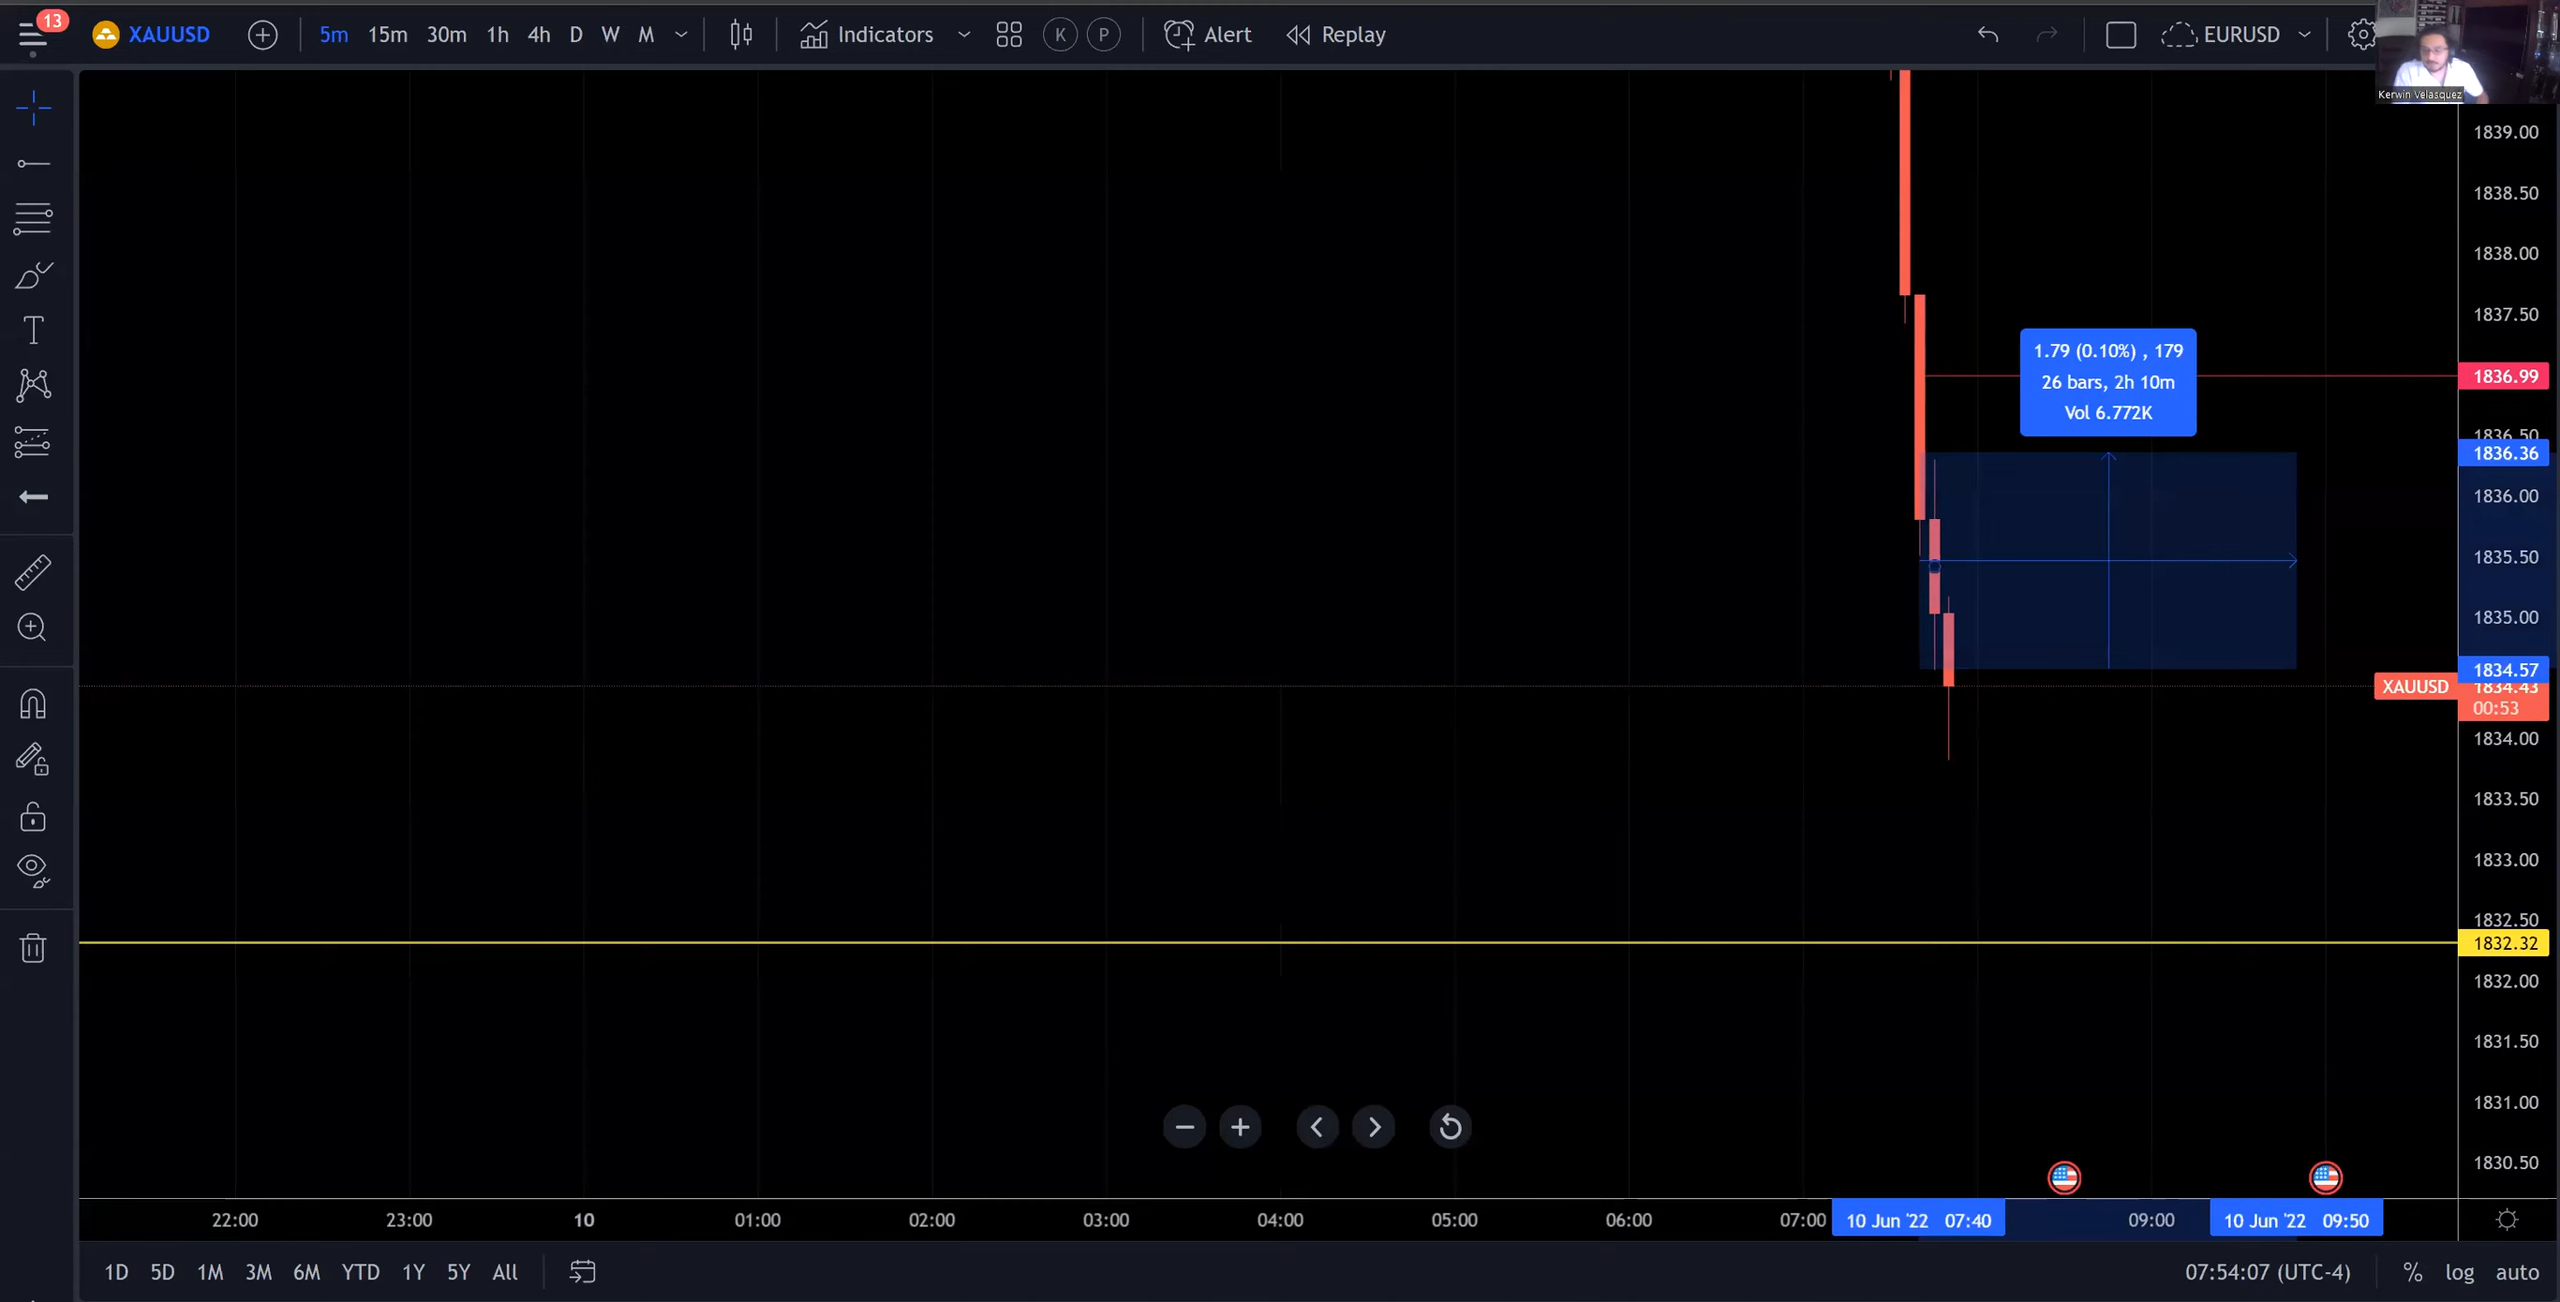 13
XAUUSD
5m 15m 30m 1h 4h D W M
Indicators
K P
Alert
Replay
EURUSD
Kerwin Velasquez
1839.00
1838.50
1838.00
1837.50
1.79 (0.10%) , 179
26 bars, 2h 10m
Vol 6.772K
1836.99
1836.50
1836.36
1836.00
1835.50
1835.00
1834.57
XAUUSD 1834.43
00:53
1834.00
1833.50
1833.00
1832.50
1832.32
1832.00
1831.50
1831.00
1830.50
22:00 23:00 10 01:00 02:00 03:00 04:00 05:00 06:00 07:00 10 Jun '22 07:40 09:00 10 Jun '22 09:50
1D 5D 1M 3M 6M YTD 1Y 5Y All
07:54:07 (UTC-4) % log auto